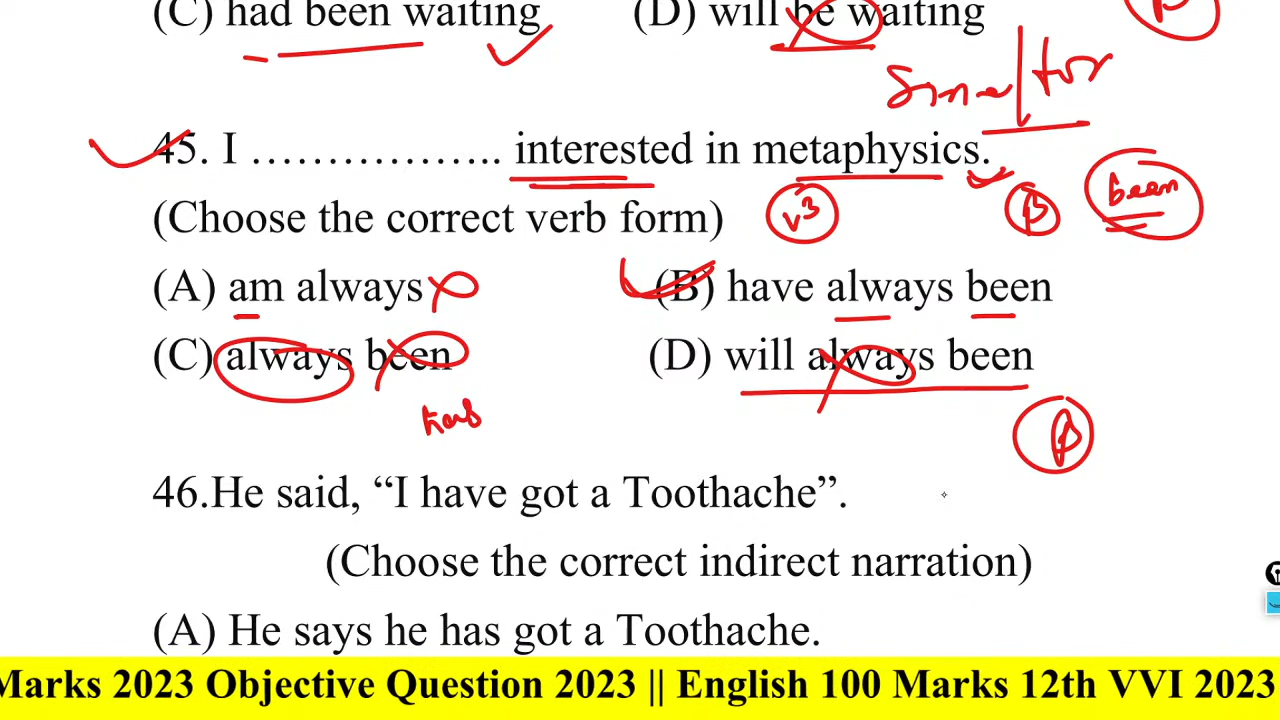 (C) had been waiting (D) will be waiting
for
45. I ……………….. interested in metaphysics.
been
(Choose the correct verb form) v3 B
(A) am always (B) have always been
(C) always been (D) will always been
has
B
46.He said, “I have got a Toothache”.
(Choose the correct indirect narration)
(A) He says he has got a Toothache.
Marks 2023 Objective Question 2023 || English 100 Marks 12th VVI 2023